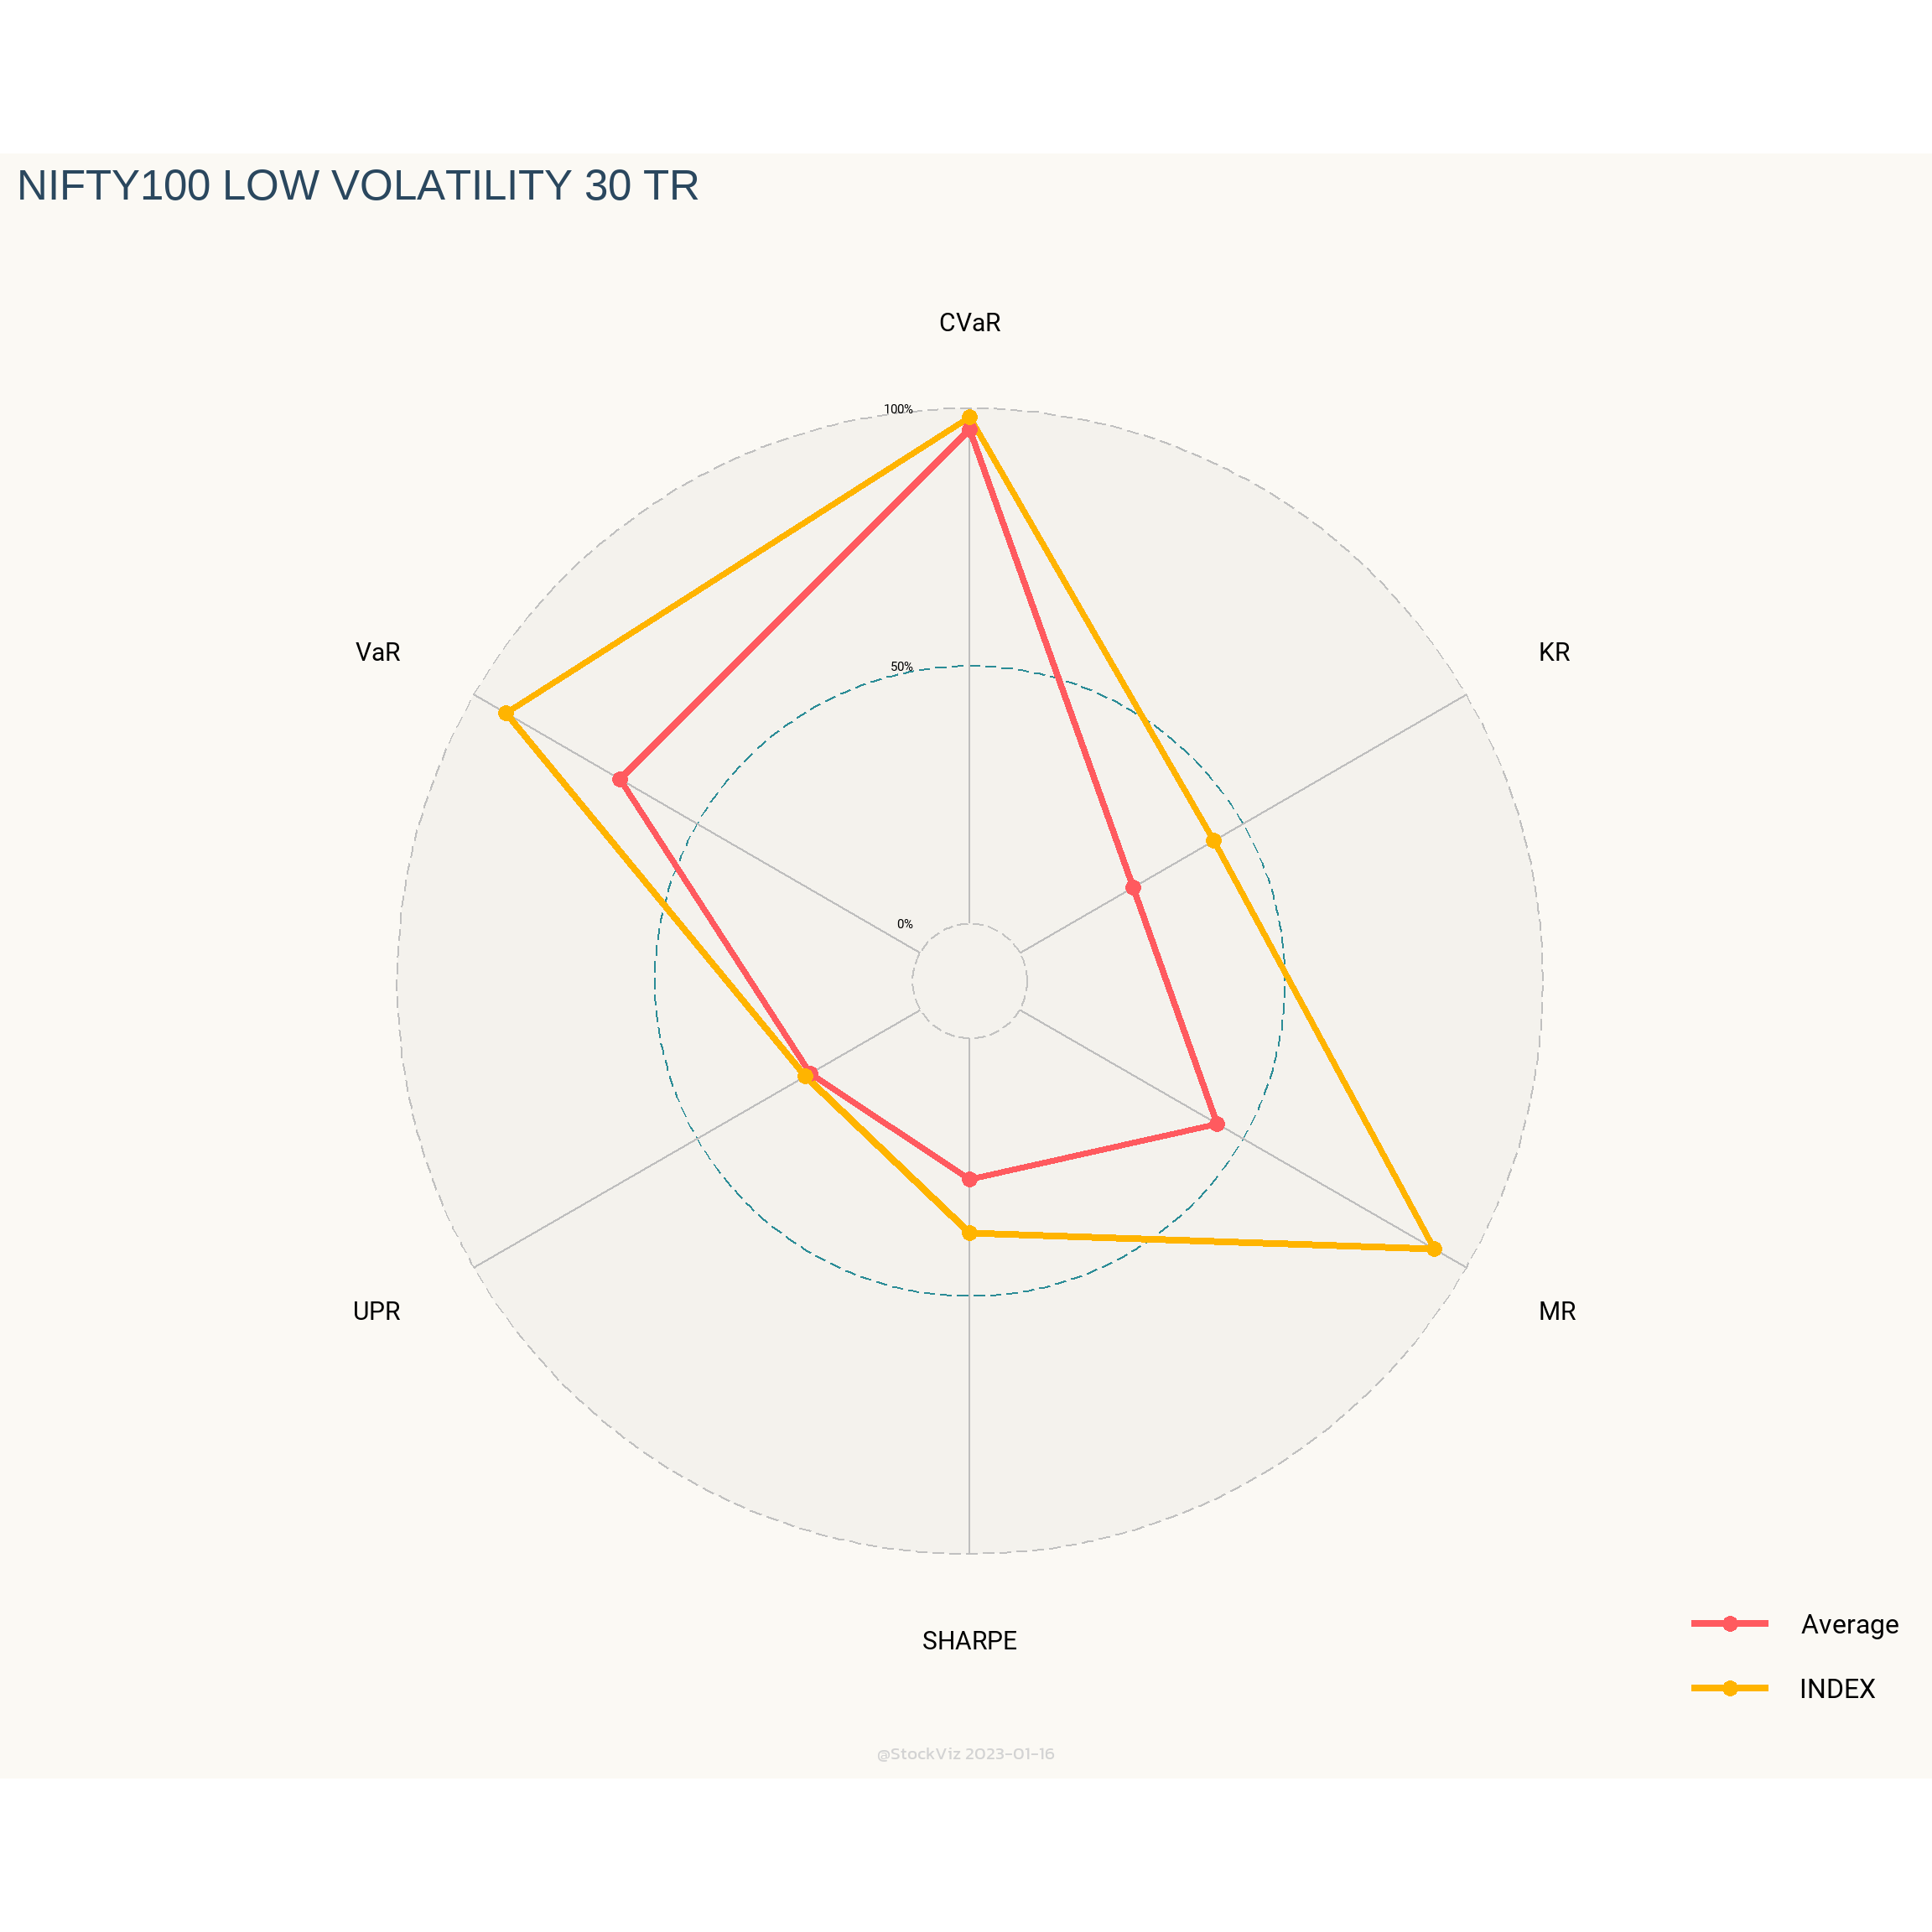 NIFTY100 LOW VOLATILITY 30 TR
CVaR
100%
VaR
KR
50%
0%
UPR
MR
SHARPE
Average
INDEX
@StockViz 2023-01-16